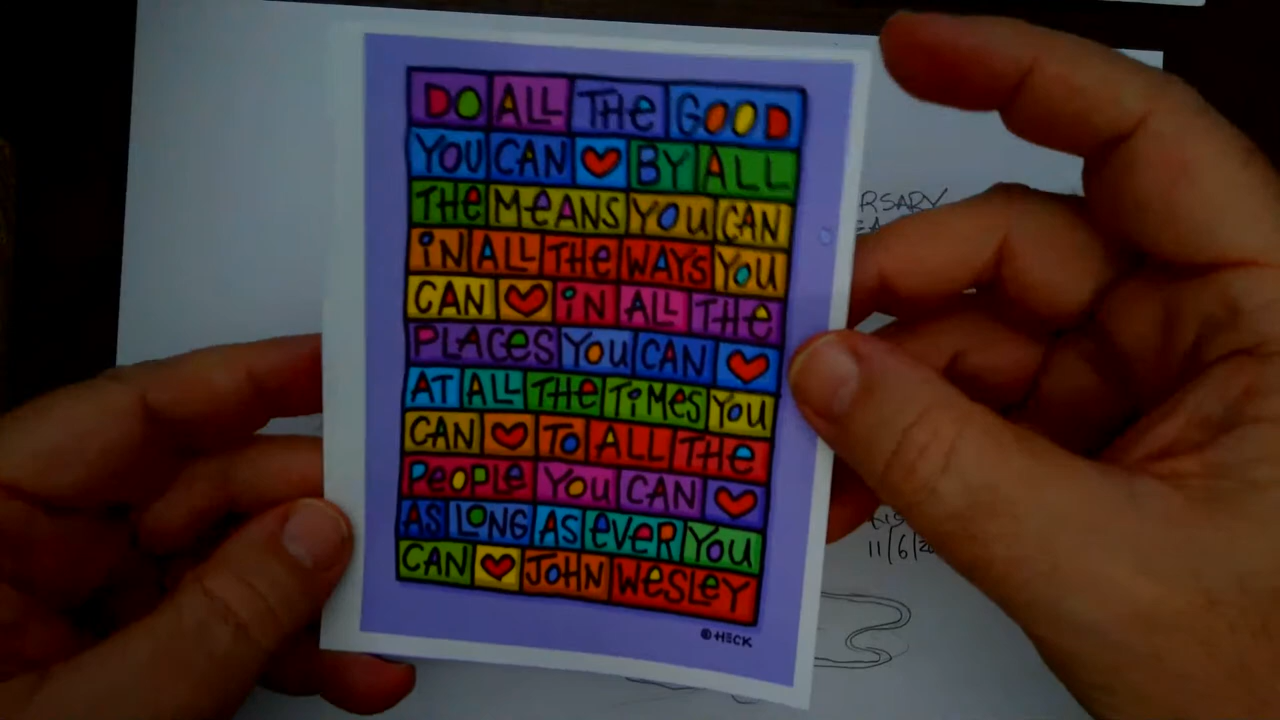 DO ALL THE GOOD
YOU CAN BY ALL
THE MEANS YOU CAN
IN ALL THE WAYS YOU
CAN IN ALL THE
PLACES YOU CAN
AT ALL THE TIMES YOU
CAN TO ALL THE
PEOPLE YOU CAN
AS LONG AS EVER YOU
CAN JOHN WESLEY
© HECK